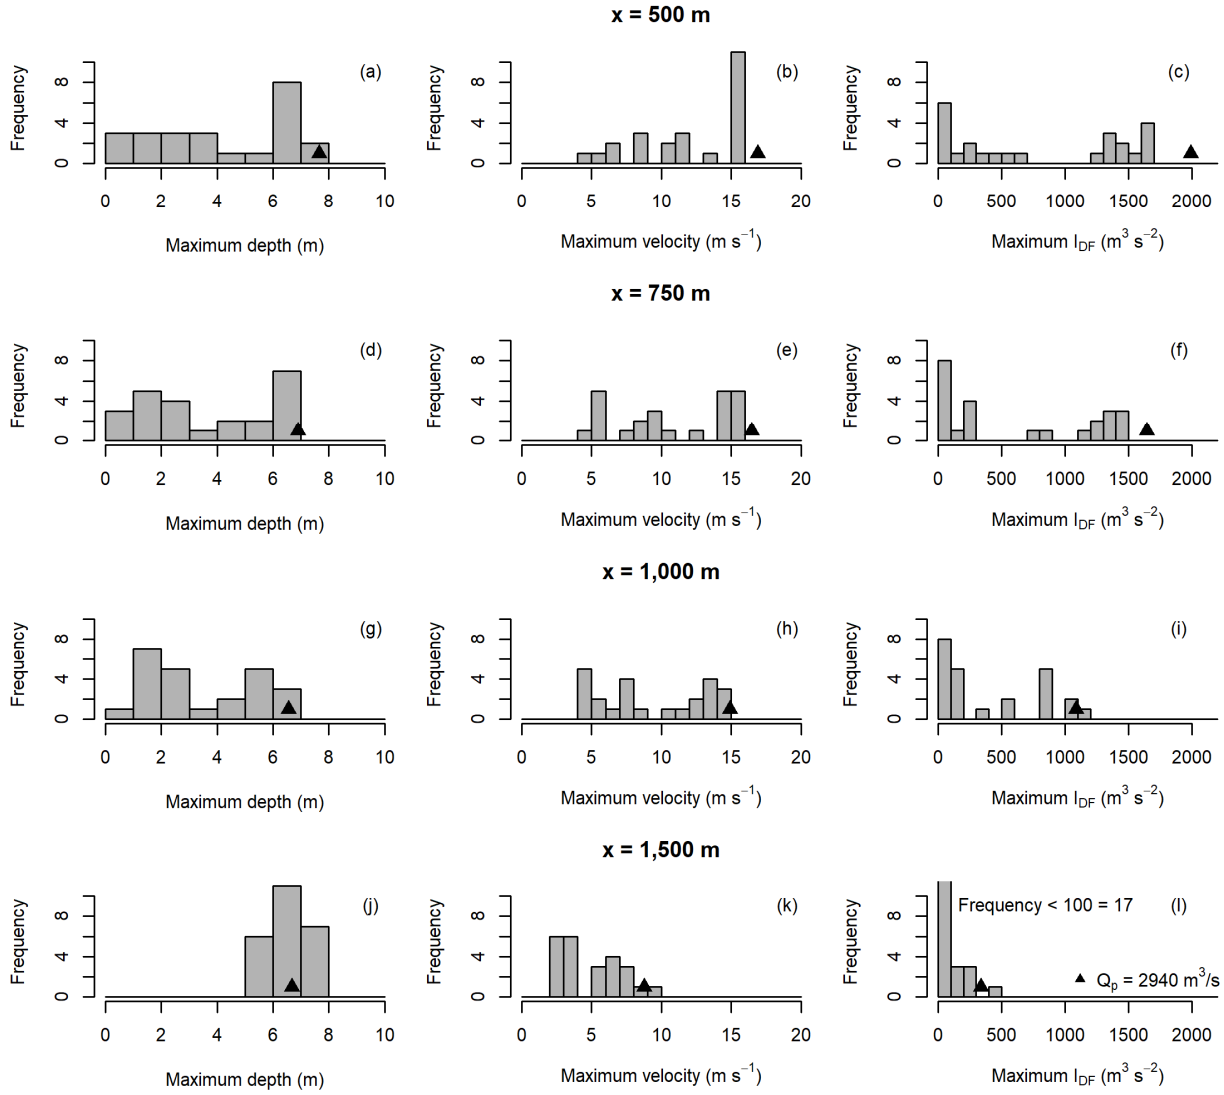 x = 500 m
Frequency
0 4 8
(a)
0 2 4 6 8 10
Maximum depth (m)
Frequency
0 4 8
(b)
0 5 10 15 20
Maximum velocity (m s⁻¹)
Frequency
0 4 8
(c)
0 500 1000 1500 2000
Maximum I_DF (m³ s⁻²)
x = 750 m
Frequency
0 4 8
(d)
0 2 4 6 8 10
Maximum depth (m)
Frequency
0 4 8
(e)
0 5 10 15 20
Maximum velocity (m s⁻¹)
Frequency
0 4 8
(f)
0 500 1000 1500 2000
Maximum I_DF (m³ s⁻²)
x = 1,000 m
Frequency
0 4 8
(g)
0 2 4 6 8 10
Maximum depth (m)
Frequency
0 4 8
(h)
0 5 10 15 20
Maximum velocity (m s⁻¹)
Frequency
0 4 8
(i)
0 500 1000 1500 2000
Maximum I_DF (m³ s⁻²)
x = 1,500 m
Frequency
0 4 8
(j)
0 2 4 6 8 10
Maximum depth (m)
Frequency
0 4 8
(k)
0 5 10 15 20
Maximum velocity (m s⁻¹)
Frequency
0 4 8
Frequency < 100 = 17
(l)
Q_p = 2940 m³/s
0 500 1000 1500 2000
Maximum I_DF (m³ s⁻²)